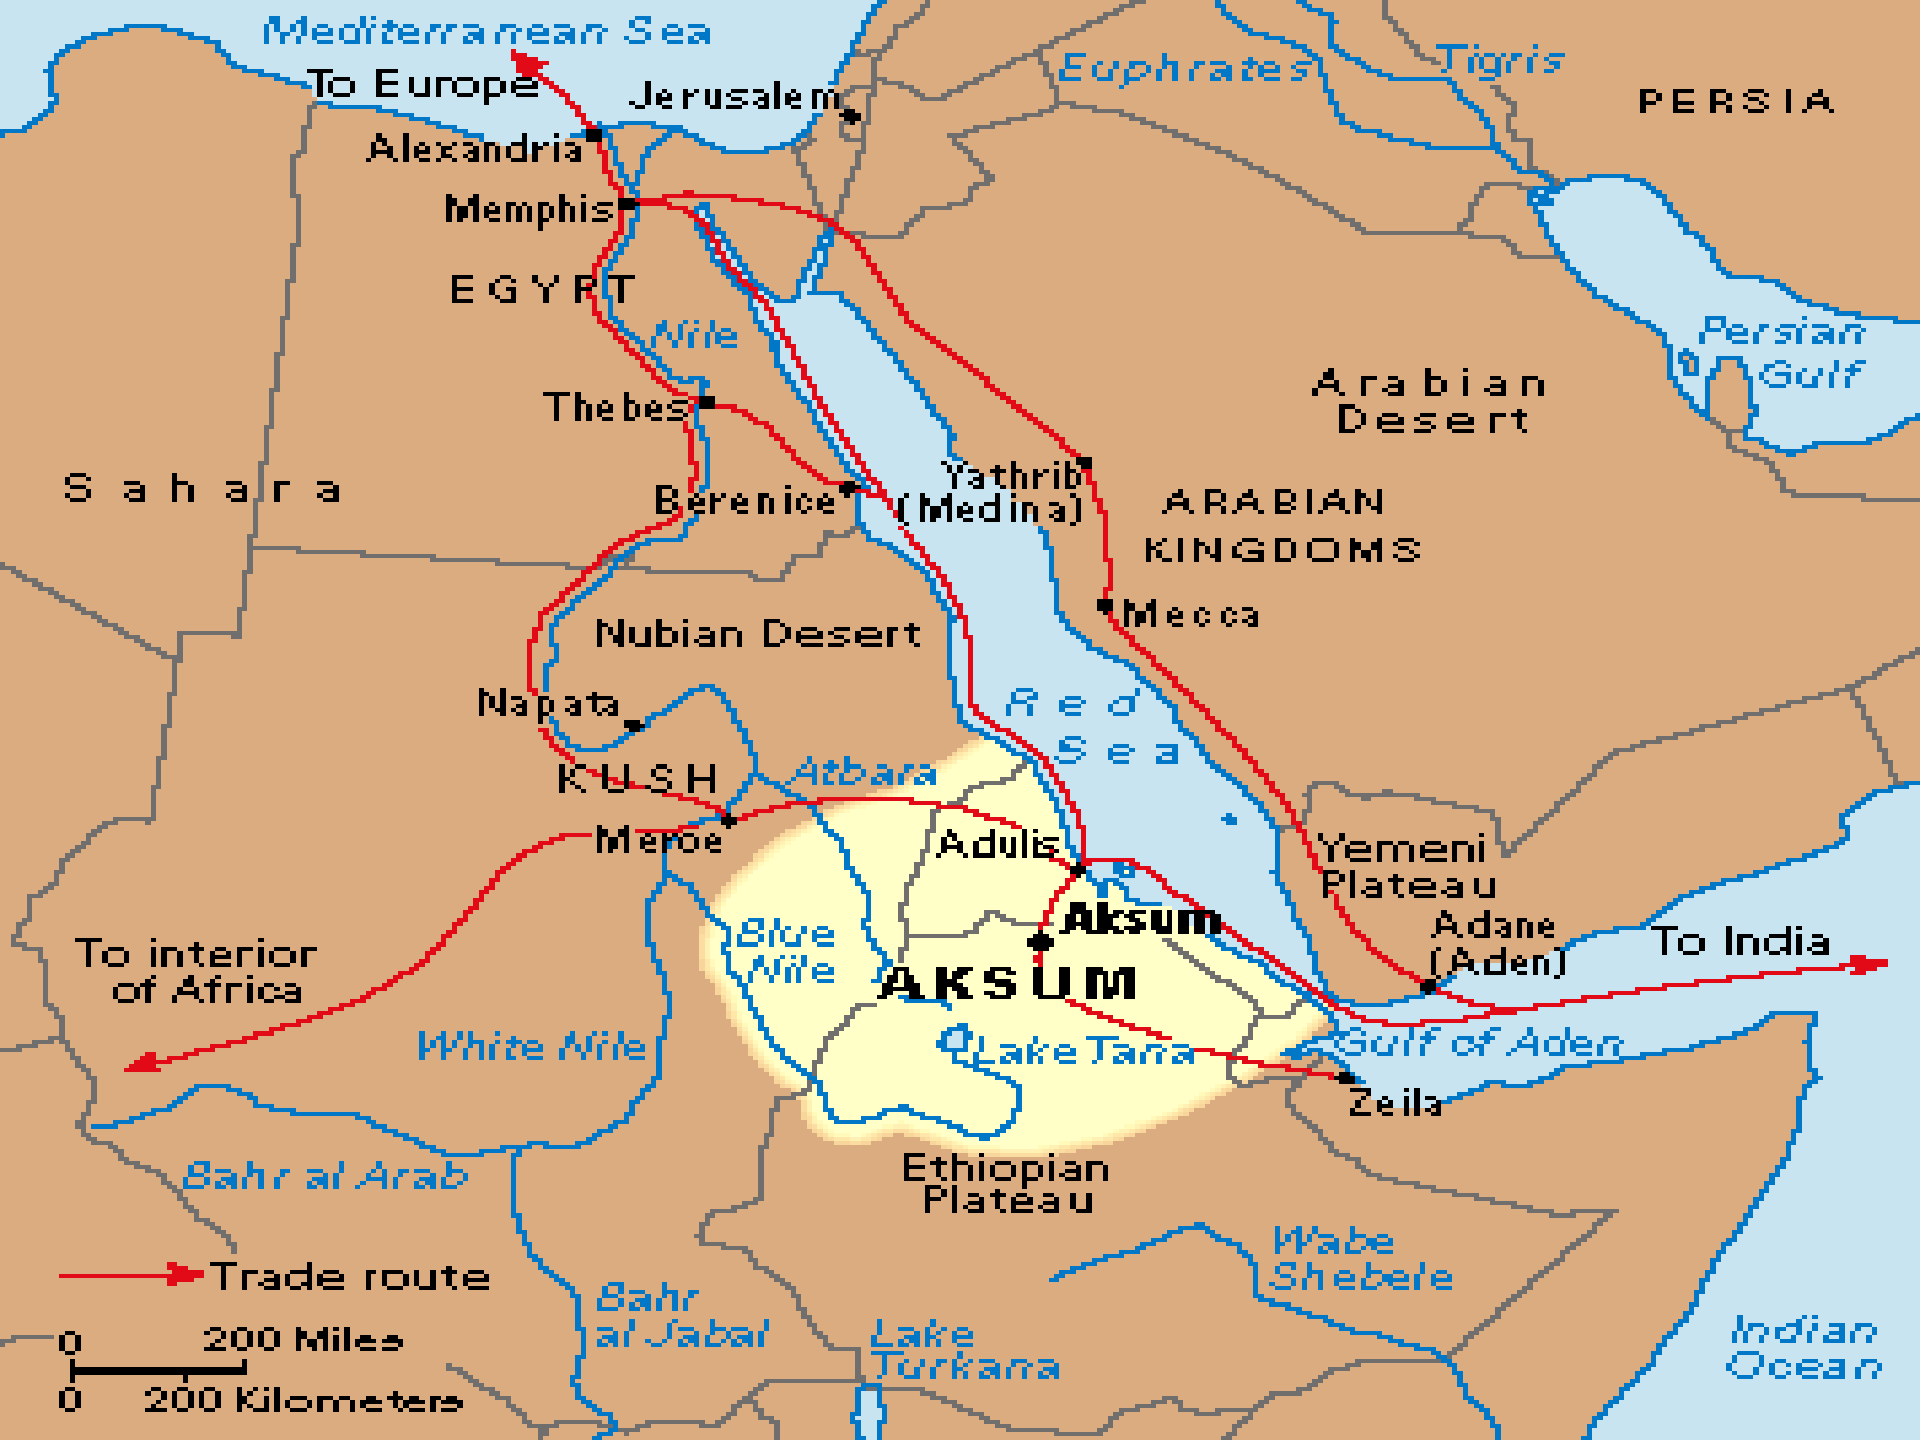 Mediterranean Sea
To Europe
Jerusalem
Euphrates
Tigris
PERSIA
Alexandria
Memphis
EGYPT
Nile
Persian
Gulf
Arabian
Desert
Thebes
Sahara
Berenice
Yathrib
(Medina)
ARABIAN
KINGDOMS
Mecca
Nubian Desert
Napata
Red
Sea
KUSH
Atbara
Meroe
Adulis
Yemeni
Plateau
Aksum
Adane
(Aden)
To India
Blue
Nile
To interior
of Africa
AKSUM
White Nile
Lake Tana
Gulf of Aden
Zeila
Bahr al Arab
Ethiopian
Plateau
Wabe
Shebele
Trade route
Bahr
al Jabal
Lake
Turkana
Indian
Ocean
0 200 Miles
0 200 Kilometers